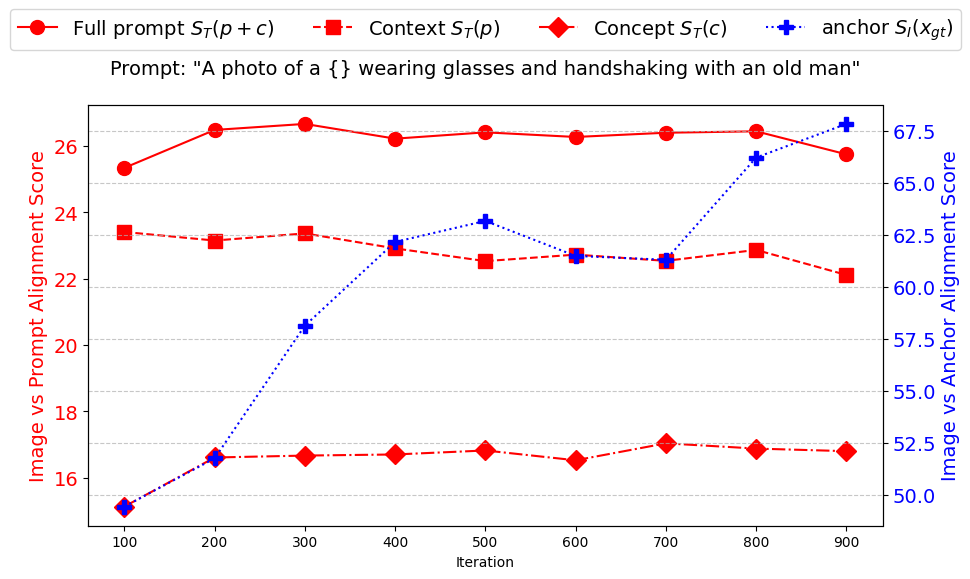 Full prompt S_T(p + c) Context S_T(p) Concept S_T(c) anchor S_I(x_gt)
Prompt: "A photo of a {} wearing glasses and handshaking with an old man"
Image vs Prompt Alignment Score
26
24
22
20
18
16
67.5
65.0
62.5
60.0
57.5
55.0
52.5
50.0
Image vs Anchor Alignment Score
100 200 300 400 500 600 700 800 900
Iteration